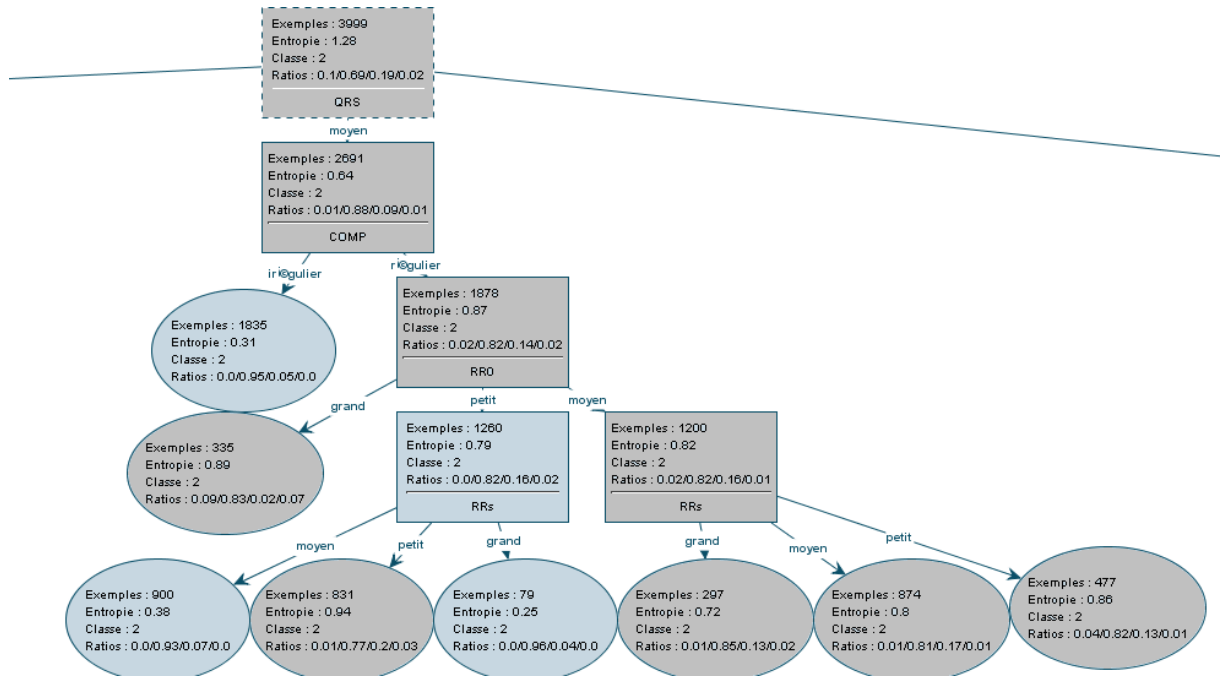 Exemples : 3999
Entropie : 1.28
Classe : 2
Ratios : 0.1/0.69/0.19/0.02
QRS
moyen
Exemples : 2691
Entropie : 0.64
Classe : 2
Ratios : 0.01/0.88/0.09/0.01
COMP
iri©gulier
ri©gulier
Exemples : 1835
Entropie : 0.31
Classe : 2
Ratios : 0.0/0.95/0.05/0.0
Exemples : 1878
Entropie : 0.87
Classe : 2
Ratios : 0.02/0.82/0.14/0.02
RR0
grand
petit
moyen
Exemples : 335
Entropie : 0.89
Classe : 2
Ratios : 0.09/0.83/0.02/0.07
Exemples : 1260
Entropie : 0.79
Classe : 2
Ratios : 0.0/0.82/0.16/0.02
RRs
Exemples : 1200
Entropie : 0.82
Classe : 2
Ratios : 0.02/0.82/0.16/0.01
RRs
moyen
petit
grand
grand
moyen
petit
Exemples : 900
Entropie : 0.38
Classe : 2
Ratios : 0.0/0.93/0.07/0.0
Exemples : 831
Entropie : 0.94
Classe : 2
Ratios : 0.01/0.77/0.2/0.03
Exemples : 79
Entropie : 0.25
Classe : 2
Ratios : 0.0/0.96/0.04/0.0
Exemples : 297
Entropie : 0.72
Classe : 2
Ratios : 0.01/0.85/0.13/0.02
Exemples : 874
Entropie : 0.8
Classe : 2
Ratios : 0.01/0.81/0.17/0.01
Exemples : 477
Entropie : 0.86
Classe : 2
Ratios : 0.04/0.82/0.13/0.01